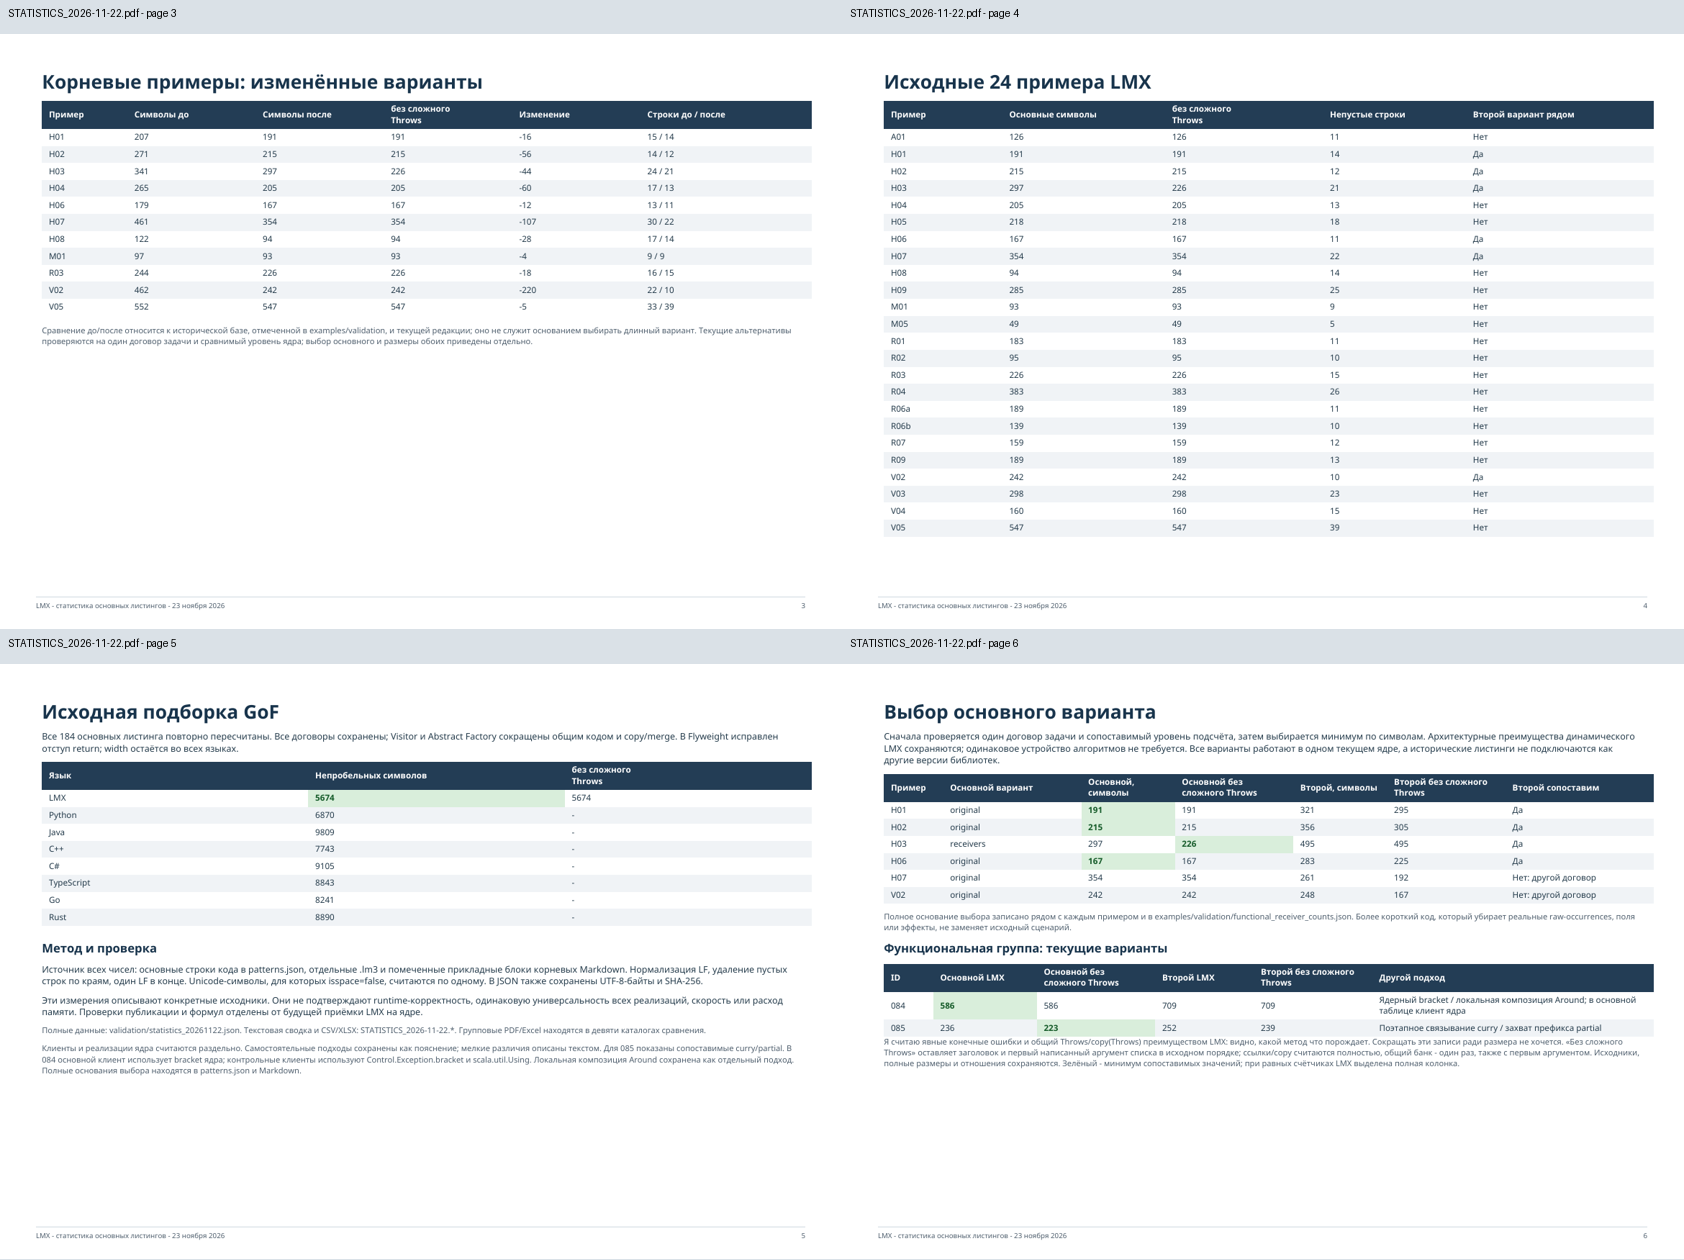 STATISTICS_2026-11-22.pdf - page 3
Корневые примеры: изменённые варианты
Пример Символы до Символы после без сложного Throws Изменение Строки до / после
H01 207 191 191 -16 15 / 14
H02 271 215 215 -56 14 / 12
H03 341 297 226 -44 24 / 21
H04 265 205 205 -60 17 / 13
H06 179 167 167 -12 13 / 11
H07 461 354 354 -107 30 / 22
H08 122 94 94 -28 17 / 14
M01 97 93 93 -4 9 / 9
R03 244 226 226 -18 16 / 15
V02 462 242 242 -220 22 / 10
V05 552 547 547 -5 33 / 39
Сравнение до/после относится к исторической базе, отмеченной в examples/validation, и текущей редакции; оно не служит основанием выбирать длинный вариант. Текущие альтернативы
проверяются на один договор задачи и сравнимый уровень ядра; выбор основного и размеры обоих приведены отдельно.
LMX - статистика основных листингов - 23 ноября 2026 3
STATISTICS_2026-11-22.pdf - page 4
Исходные 24 примера LMX
Пример Основные символы без сложного Throws Непустые строки Второй вариант рядом
A01 126 126 11 Нет
H01 191 191 14 Да
H02 215 215 12 Да
H03 297 226 21 Да
H04 205 205 13 Нет
H05 218 218 18 Нет
H06 167 167 11 Да
H07 354 354 22 Да
H08 94 94 14 Нет
H09 285 285 25 Нет
M01 93 93 9 Нет
M05 49 49 5 Нет
R01 183 183 11 Нет
R02 95 95 10 Нет
R03 226 226 15 Нет
R04 383 383 26 Нет
R06a 189 189 11 Нет
R06b 139 139 10 Нет
R07 159 159 12 Нет
R09 189 189 13 Нет
V02 242 242 10 Да
V03 298 298 23 Нет
V04 160 160 15 Нет
V05 547 547 39 Нет
LMX - статистика основных листингов - 23 ноября 2026 4
STATISTICS_2026-11-22.pdf - page 5
Исходная подборка GoF
Все 184 основных листинга повторно пересчитаны. Все договоры сохранены; Visitor и Abstract Factory сокращены общим кодом и copy/merge. В Flyweight исправлен
отступ return; width остаётся во всех языках.
Язык Непробельных символов без сложного Throws
LMX 5674 5674
Python 6870 -
Java 9809 -
C++ 7743 -
C# 9105 -
TypeScript 8843 -
Go 8241 -
Rust 8890 -
Метод и проверка
Источник всех чисел: основные строки кода в patterns.json, отдельные .lm3 и помеченные прикладные блоки корневых Markdown. Нормализация LF, удаление пустых
строк по краям, один LF в конце. Unicode-символы, для которых isspace=false, считаются по одному. В JSON также сохранены UTF-8-байты и SHA-256.
Эти измерения описывают конкретные исходники. Они не подтверждают runtime-корректность, одинаковую универсальность всех реализаций, скорость или расход
памяти. Проверки публикации и формул отделены от будущей приёмки LMX на ядре.
Полные данные: validation/statistics_20261122.json. Текстовая сводка и CSV/XLSX: STATISTICS_2026-11-22.*. Групповые PDF/Excel находятся в девяти каталогах сравнения.
Клиенты и реализации ядра считаются раздельно. Самостоятельные подходы сохранены как пояснение; мелкие различия описаны текстом. Для 085 показаны сопоставимые curry/partial. В
084 основной клиент использует bracket ядра; контрольные клиенты используют Control.Exception.bracket и scala.util.Using. Локальная композиция Around сохранена как отдельный подход.
Полные основания выбора находятся в patterns.json и Markdown.
LMX - статистика основных листингов - 23 ноября 2026 5
STATISTICS_2026-11-22.pdf - page 6
Выбор основного варианта
Сначала проверяется один договор задачи и сопоставимый уровень подсчёта, затем выбирается минимум по символам. Архитектурные преимущества динамического
LMX сохраняются; одинаковое устройство алгоритмов не требуется. Все варианты работают в одном текущем ядре, а исторические листинги не подключаются как
другие версии библиотек.
Пример Основной вариант Основной, символы Основной без сложного Throws Второй, символы Второй без сложного Throws Второй сопоставим
H01 original 191 191 321 295 Да
H02 original 215 215 356 305 Да
H03 receivers 297 226 495 495 Да
H06 original 167 167 283 225 Да
H07 original 354 354 261 192 Нет: другой договор
V02 original 242 242 248 167 Нет: другой договор
Полное основание выбора записано рядом с каждым примером и в examples/validation/functional_receiver_counts.json. Более короткий код, который убирает реальные raw-occurrences, поля
или эффекты, не заменяет исходный сценарий.
Функциональная группа: текущие варианты
ID Основной LMX Основной без сложного Throws Второй LMX Второй без сложного Throws Другой подход
084 586 586 709 709 Ядерный bracket / локальная композиция Around; в основной таблице клиент ядра
085 236 223 252 239 Поэтапное связывание curry / захват префикса partial
Я считаю явные конечные ошибки и общий Throws/copy(Throws) преимуществом LMX: видно, какой метод что порождает. Сокращать эти записи ради размера не хочется. «Без сложного
Throws» оставляет заголовок и первый написанный аргумент списка в исходном порядке; ссылки/copy считаются полностью, общий банк - один раз, также с первым аргументом. Исходники,
полные размеры и отношения сохраняются. Зелёный - минимум сопоставимых значений; при равных счётчиках LMX выделена полная колонка.
LMX - статистика основных листингов - 23 ноября 2026 6